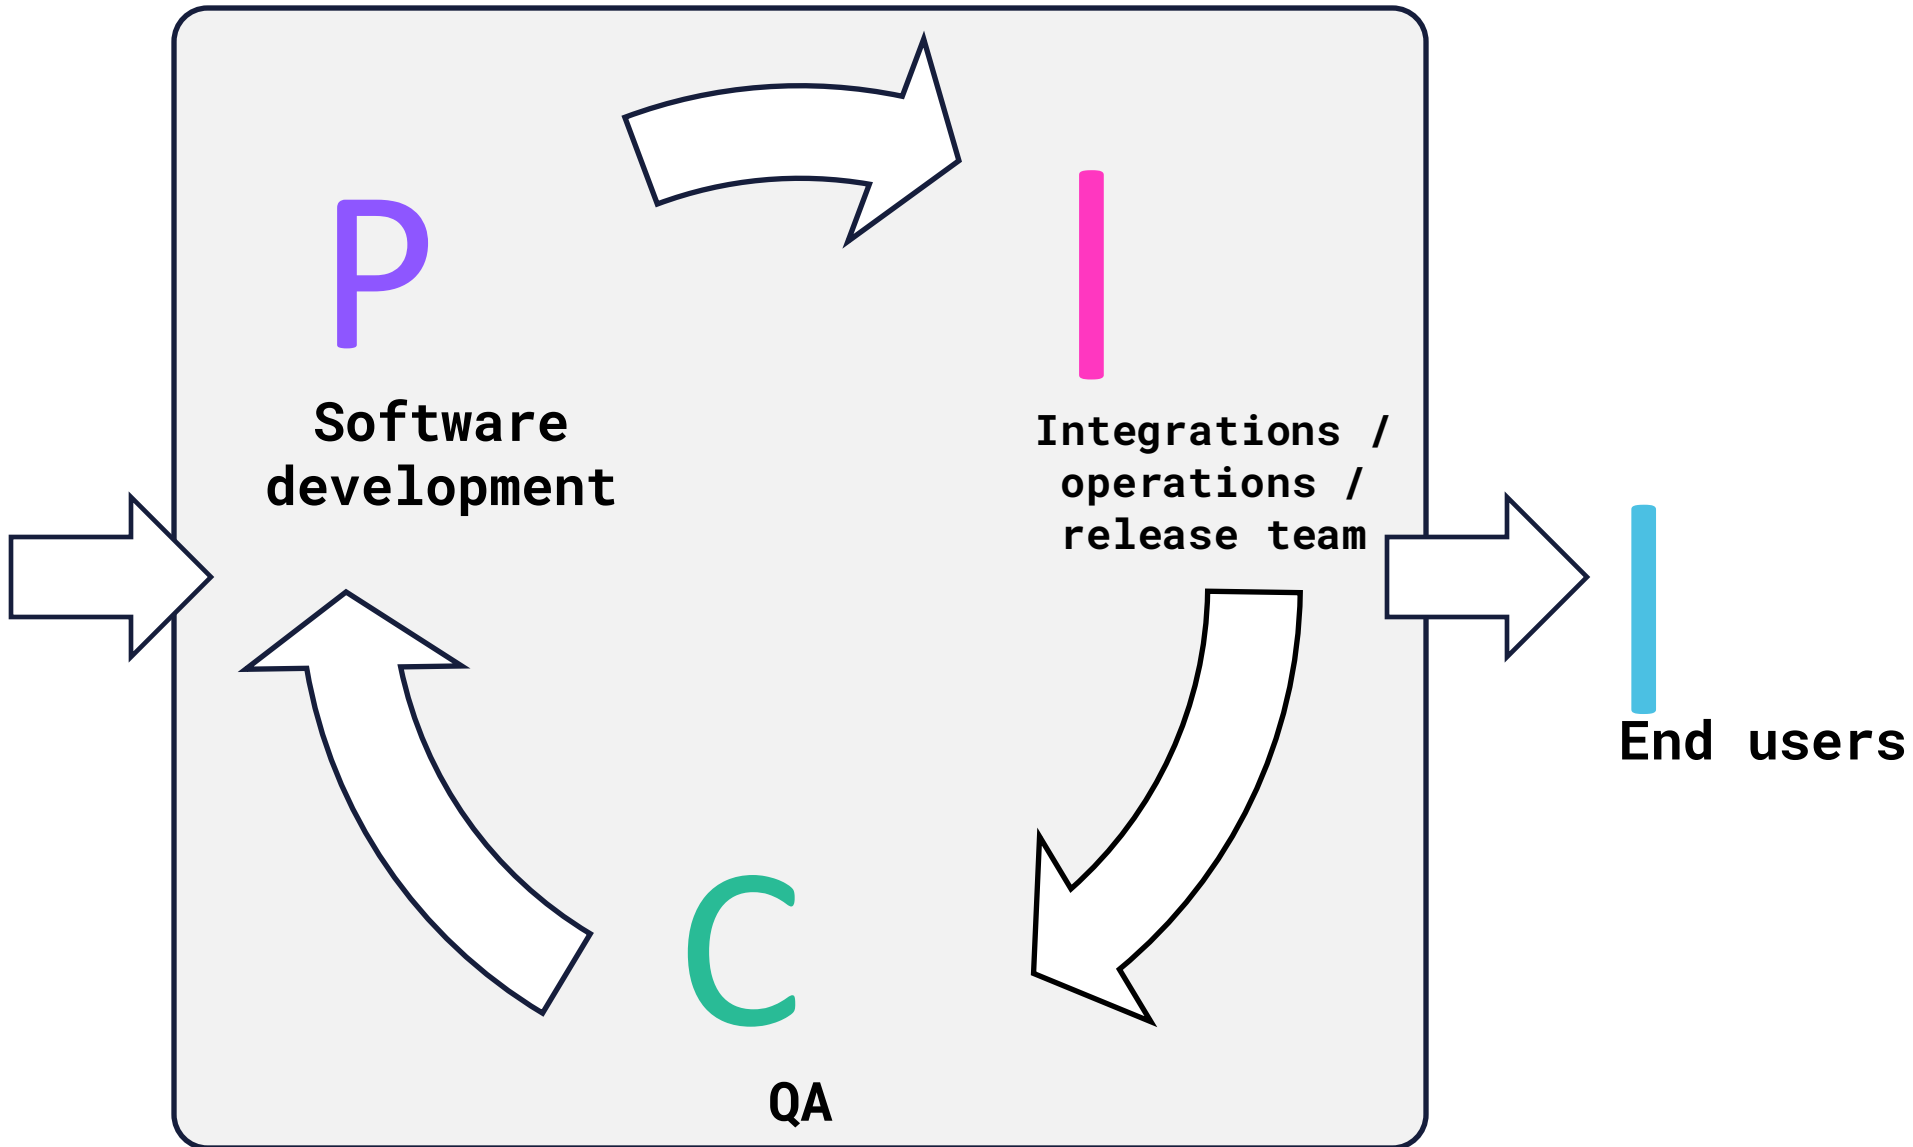 P
Software
development
I
Integrations /
operations /
release team
C
QA
I
End users